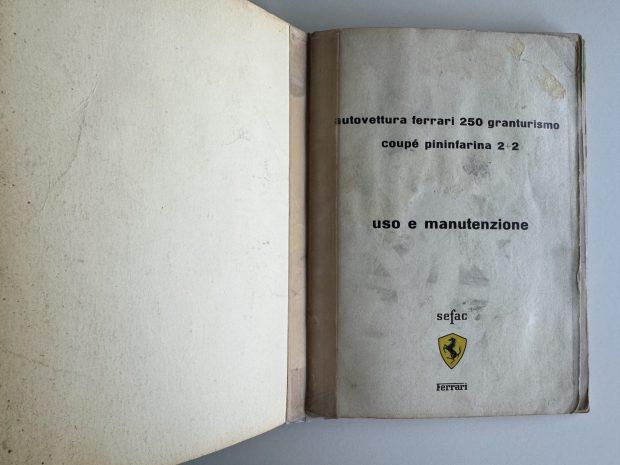 autovettura ferrari 250 granturismo
coupé pininfarina 2+2
uso e manutenzione
sefac
Ferrari